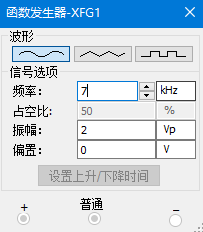 函数发生器-XFG1
波形
信号选项
频率： 7 kHz
占空比： 50 %
振幅： 2 Vp
偏置： 0 V
设置上升/下降时间
+ 普通 −